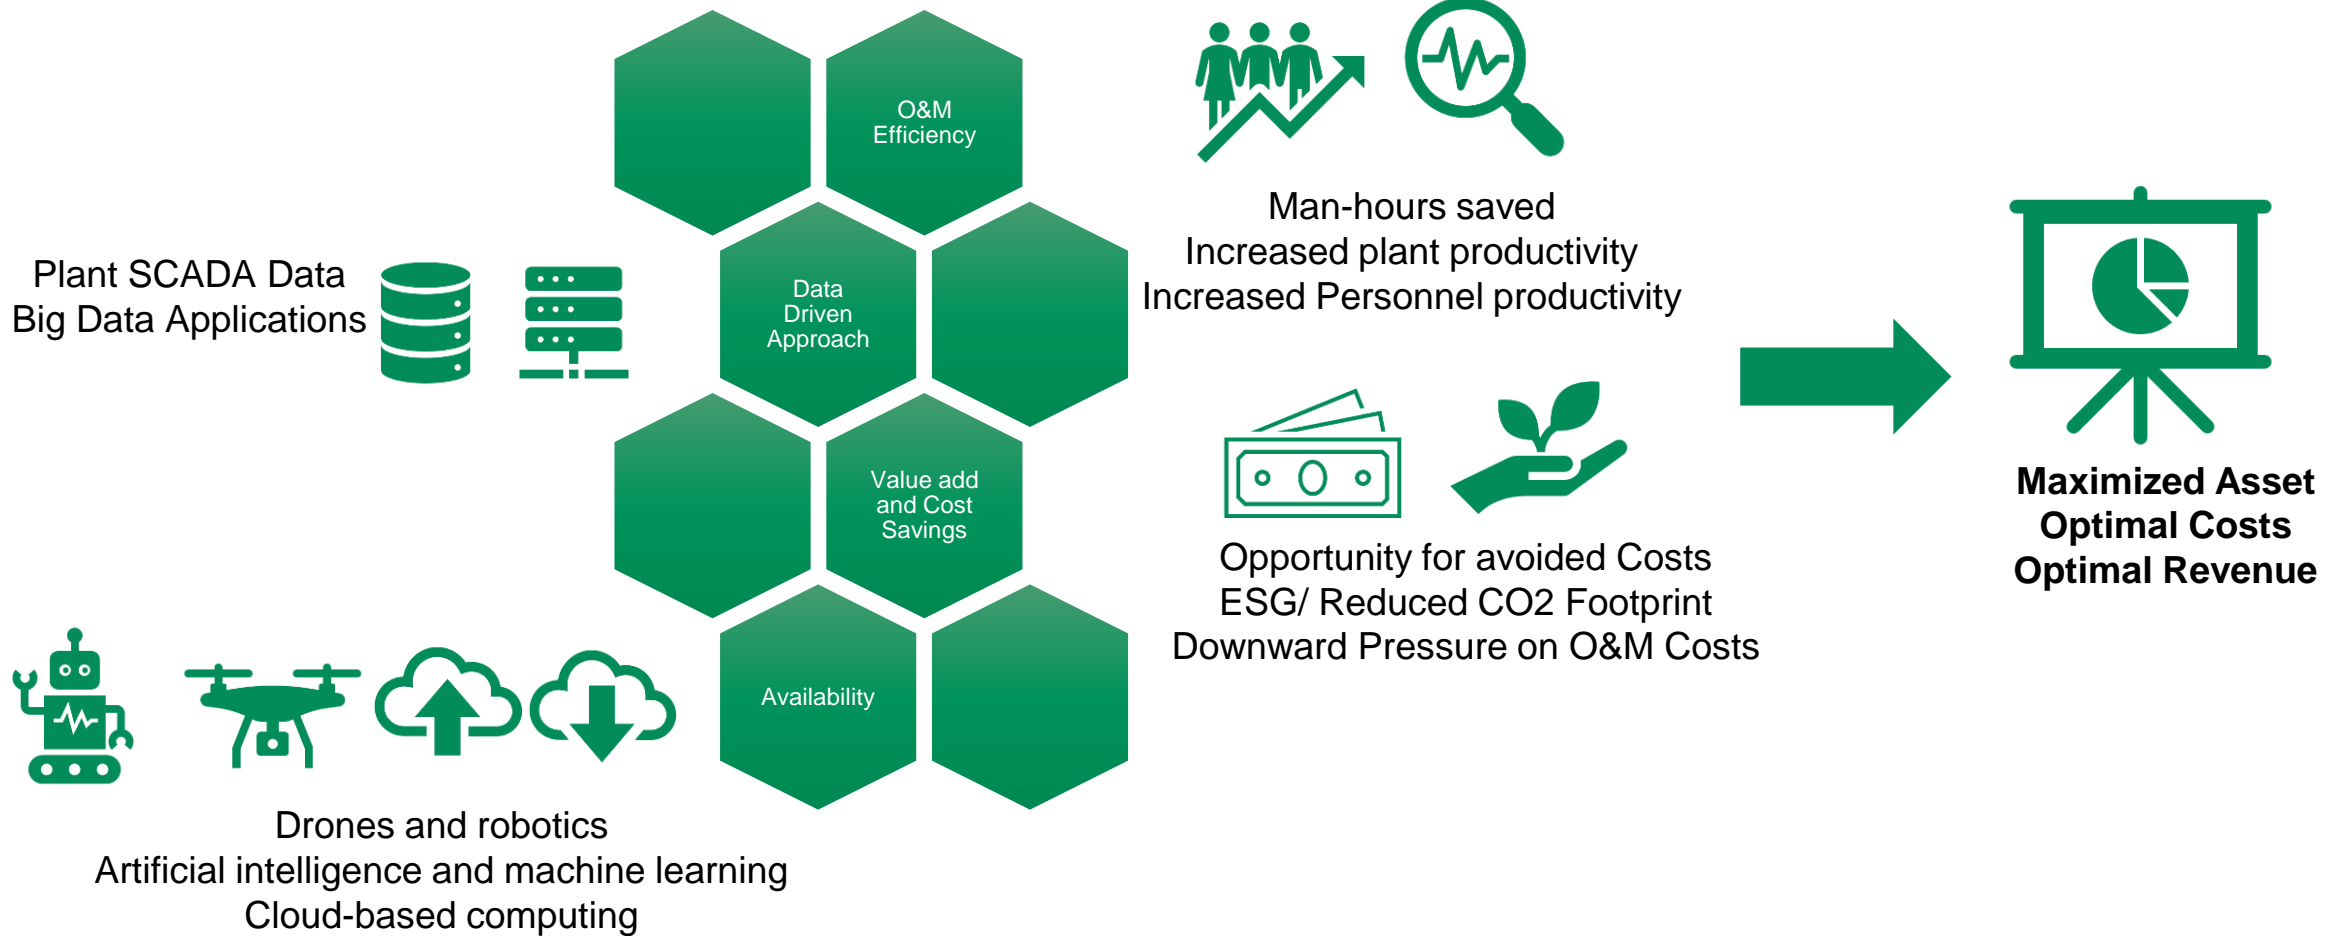 O&M
Efficiency
Man-hours saved
Increased plant productivity
Increased Personnel productivity
Plant SCADA Data
Big Data Applications
Data
Driven
Approach
Value add
and Cost
Savings
Maximized Asset
Optimal Costs
Optimal Revenue
Opportunity for avoided Costs
ESG/ Reduced CO2 Footprint
Downward Pressure on O&M Costs
Availability
Drones and robotics
Artificial intelligence and machine learning
Cloud-based computing